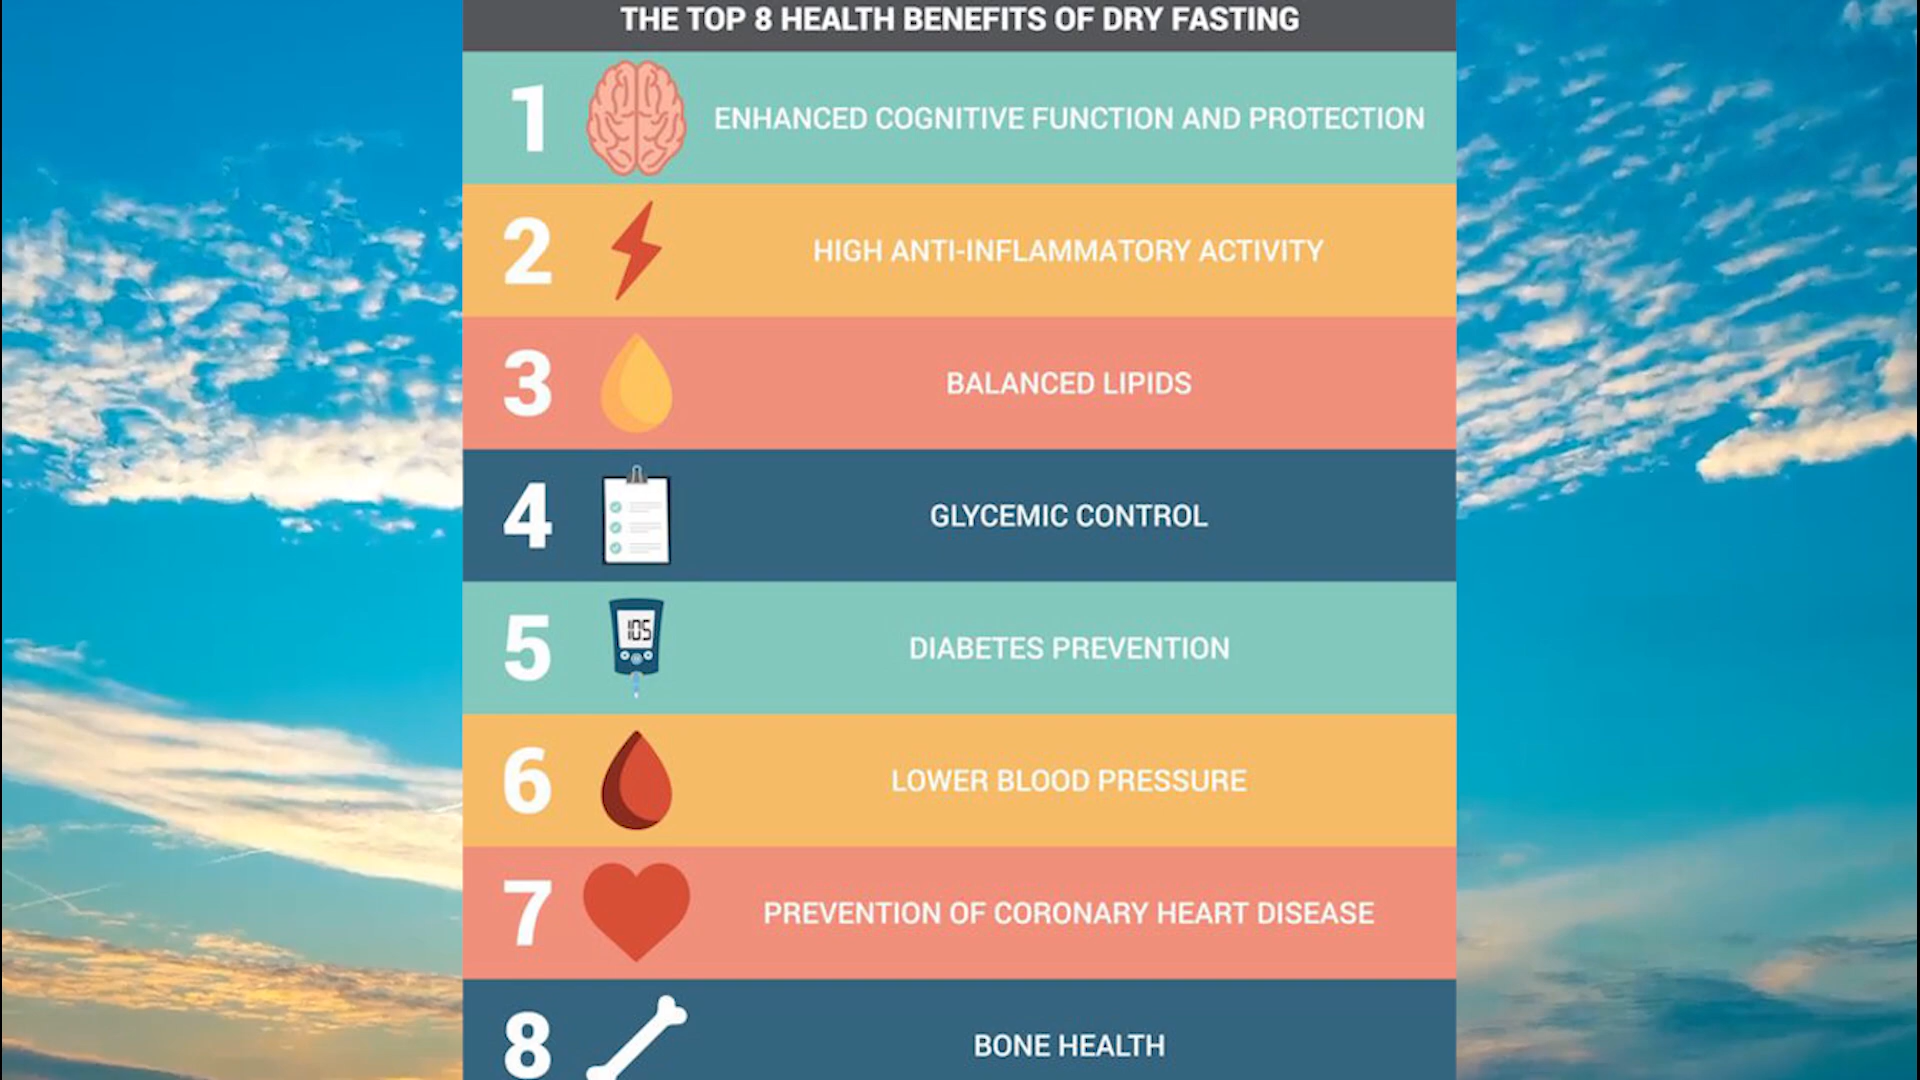 THE TOP 8 HEALTH BENEFITS OF DRY FASTING
1 ENHANCED COGNITIVE FUNCTION AND PROTECTION
2 HIGH ANTI-INFLAMMATORY ACTIVITY
3 BALANCED LIPIDS
4 GLYCEMIC CONTROL
5 105 DIABETES PREVENTION
6 LOWER BLOOD PRESSURE
7 PREVENTION OF CORONARY HEART DISEASE
8 BONE HEALTH